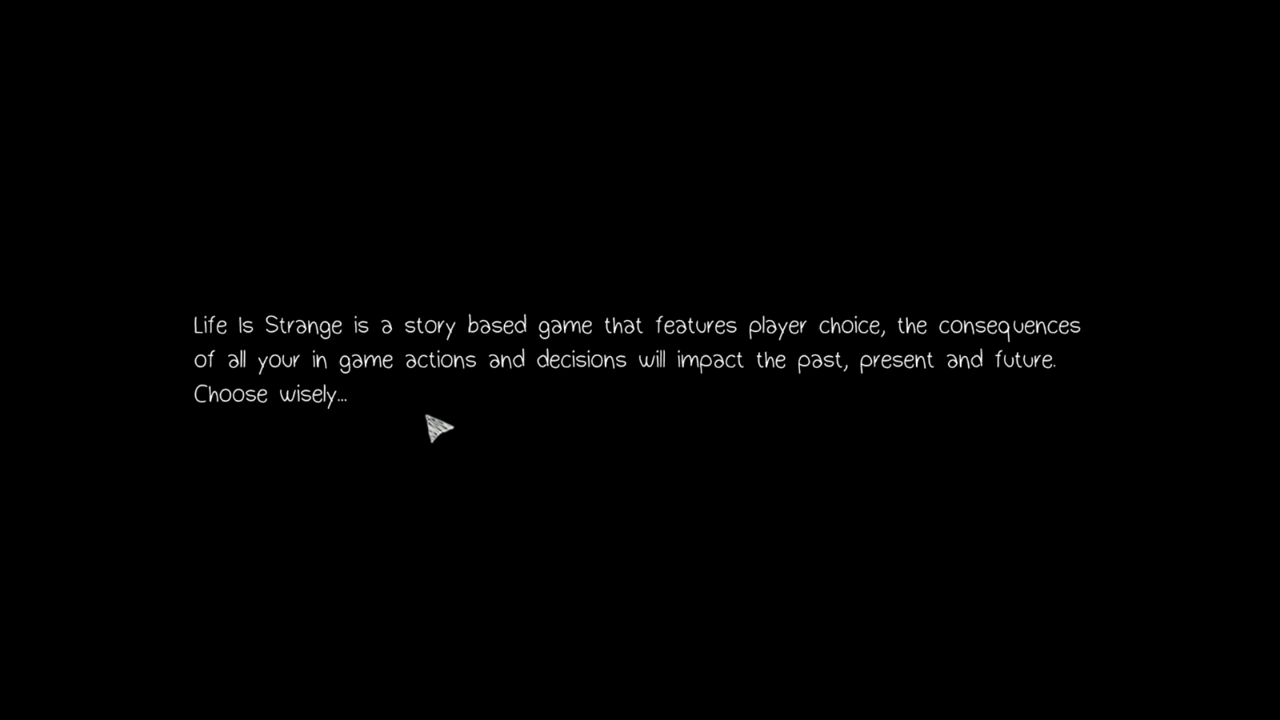 Life Is Strange is a story based game that features player choice, the consequences
of all your in game actions and decisions will impact the past, present and future.
Choose wisely...